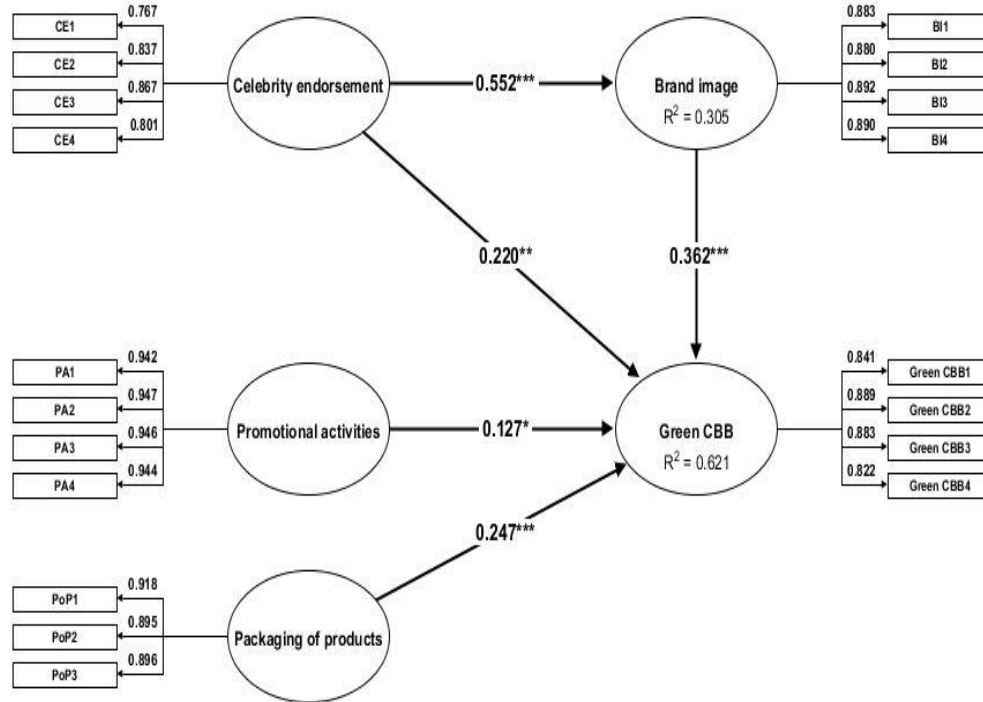 0.767
CE1
0.837
CE2
0.867
CE3
0.801
CE4
Celebrity endorsement
0.552***
Brand image
R² = 0.305
0.883
BI1
0.880
BI2
0.892
BI3
0.890
BI4
0.220**
0.362***
0.942
PA1
0.947
PA2
0.946
PA3
0.944
PA4
Promotional activities
0.127*
Green CBB
R² = 0.621
0.841
Green CBB1
0.889
Green CBB2
0.883
Green CBB3
0.822
Green CBB4
0.247***
0.918
PoP1
0.895
PoP2
0.896
PoP3
Packaging of products